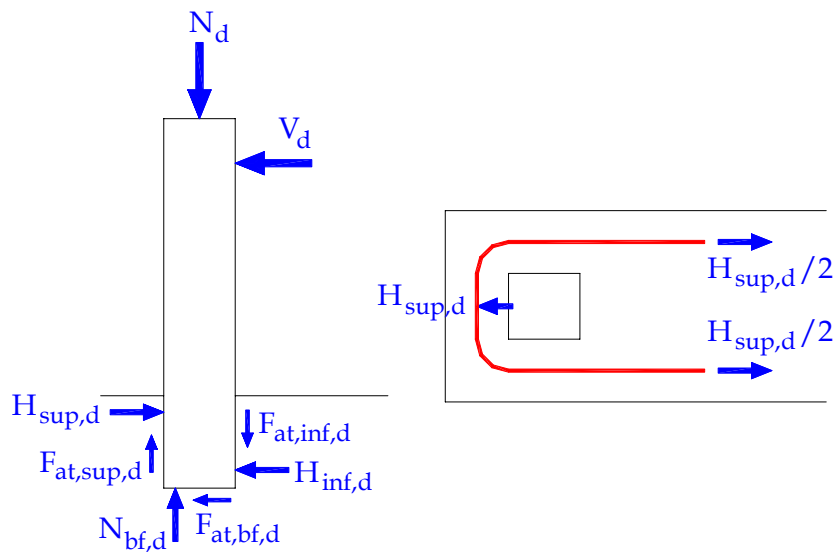 N_d
V_d
H_sup,d
F_at,sup,d
N_bf,d
F_at,bf,d
F_at,inf,d
H_inf,d
H_sup,d
H_sup,d/2
H_sup,d/2